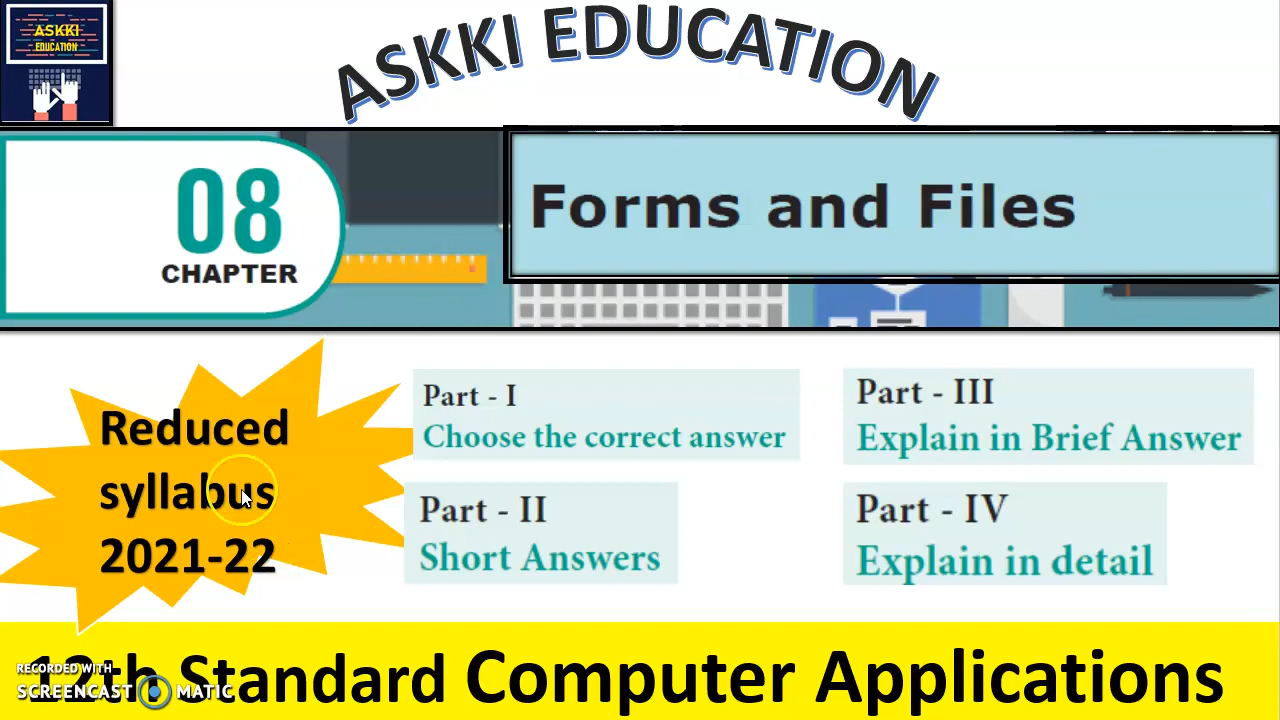 ASKKI
EDUCATION
ASKKI EDUCATION
08
CHAPTER
Forms and Files
Reduced
syllabus
2021-22
Part - I
Choose the correct answer
Part - II
Short Answers
Part - III
Explain in Brief Answer
Part - IV
Explain in detail
12th Standard Computer Applications
RECORDED WITH
SCREENCAST MATIC